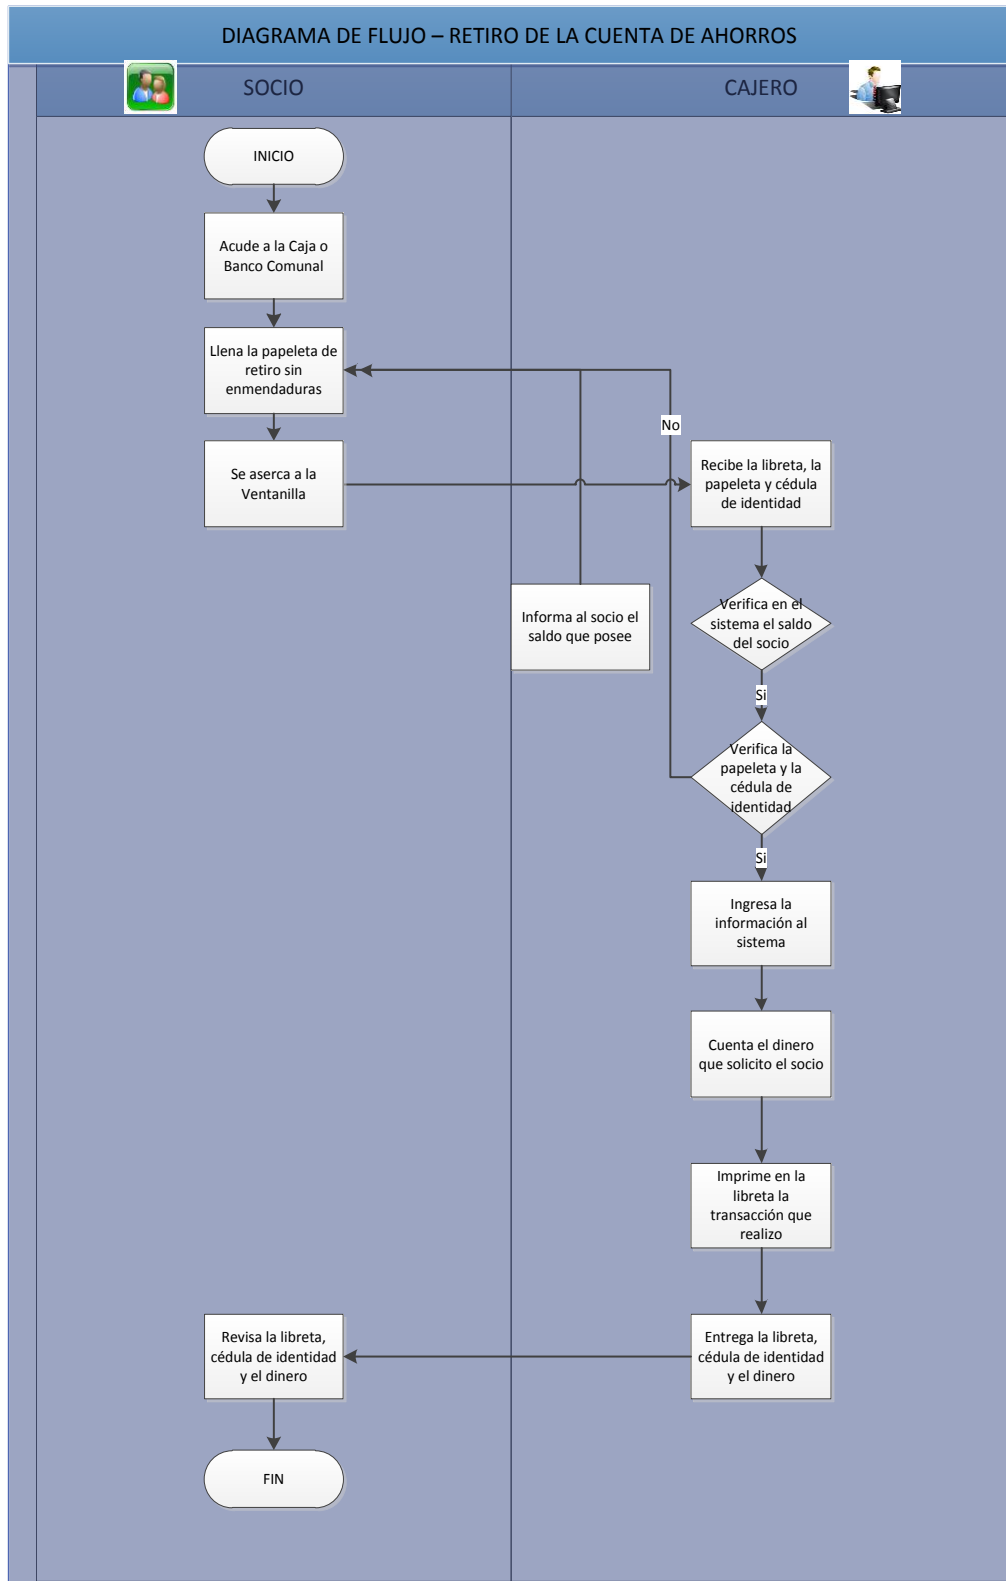 DIAGRAMA DE FLUJO – RETIRO DE LA CUENTA DE AHORROS
SOCIO
CAJERO
INICIO
Acude a la Caja o
Banco Comunal
Llena la papeleta de
retiro sin
enmendaduras
No
Se aserca a la
Ventanilla
Recibe la libreta, la
papeleta y cédula
de identidad
Informa al socio el
saldo que posee
Verifica en el
sistema el saldo
del socio
Si
Verifica la
papeleta y la
cédula de
identidad
Si
Ingresa la
información al
sistema
Cuenta el dinero
que solicito el socio
Imprime en la
libreta la
transacción que
realizo
Entrega la libreta,
cédula de identidad
y el dinero
Revisa la libreta,
cédula de identidad
y el dinero
FIN